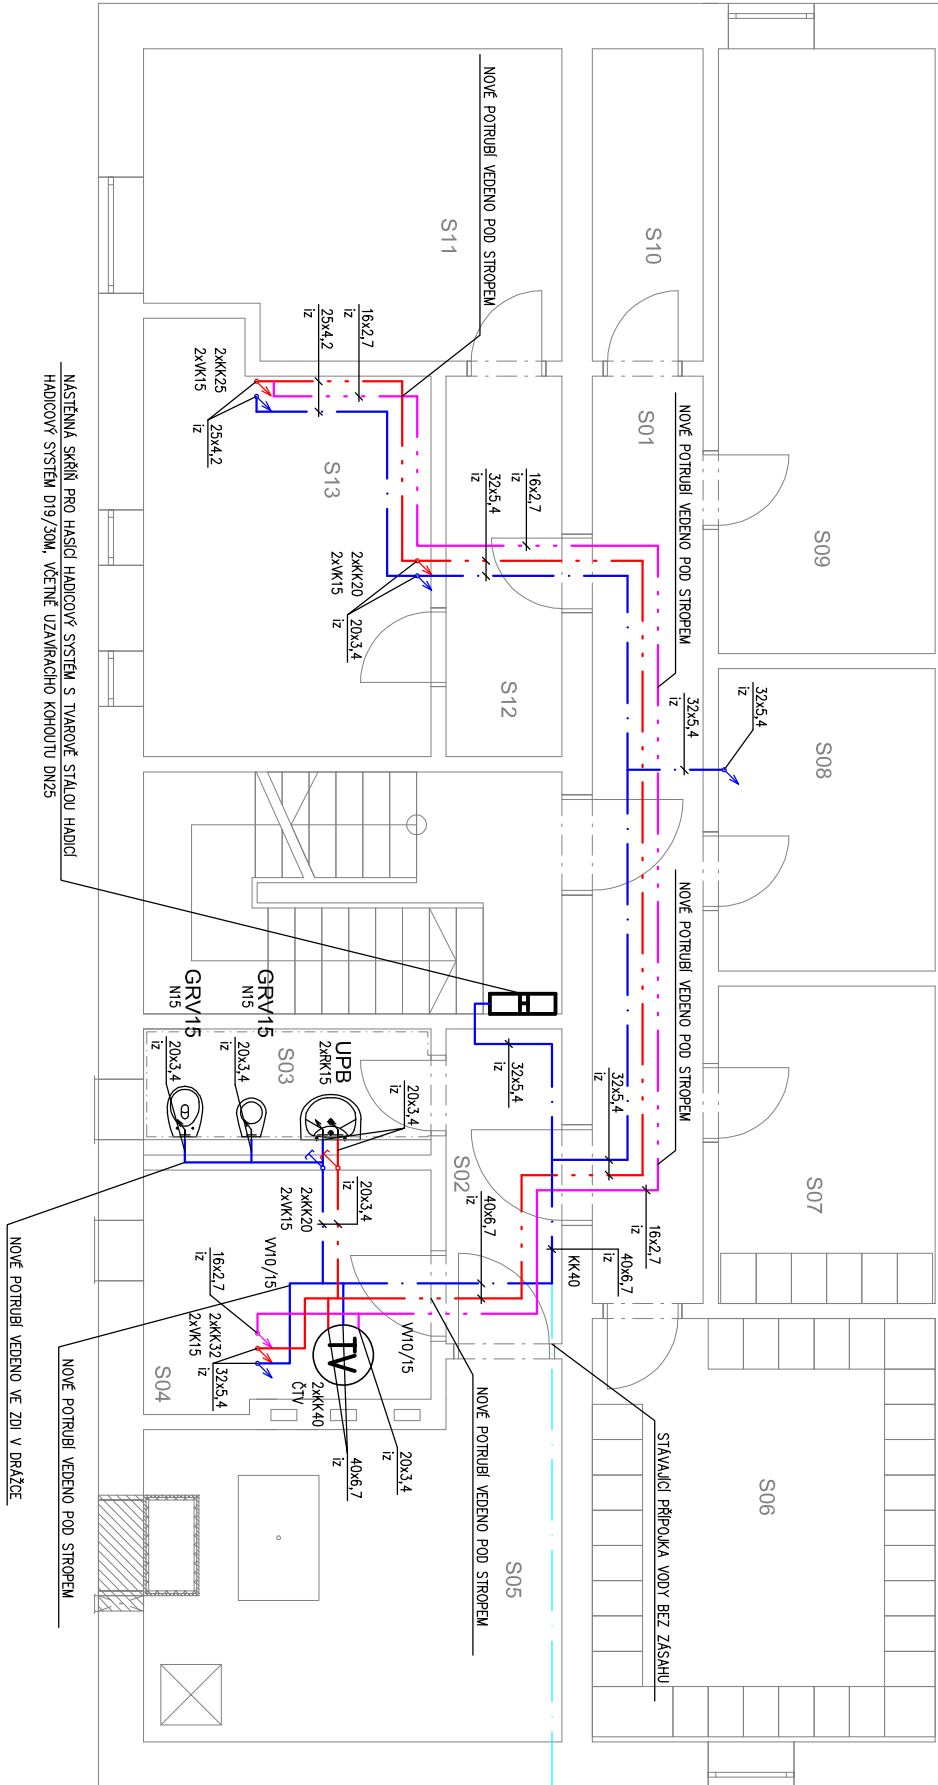 NOVÉ POTRUBÍ VEDENO POD STROPEM
S11
S10
16x2,7
iz
25x4,2
iz
2xKK25
2xVK15
25x4,2
iz
S13
S01
NOVÉ POTRUBÍ VEDENO POD STROPEM
16x2,7
iz
32x5,4
iz
S09
2xKK20
2xVK15
20x3,4
iz
S12
32x5,4
iz
32x5,4
iz
S08
NÁSTĚNNÁ SKŘÍŇ PRO HASÍCÍ HADICOVÝ SYSTÉM S TVAROVĚ STÁLOU HADICÍ
HADICOVÝ SYSTÉM D19/30M, VČETNĚ UZAVÍRACÍHO KOHOUTU DN25
NOVÉ POTRUBÍ VEDENO POD STROPEM
H
GRV15
N15
GRV15
N15
UPB
2xRK15
S03
20x3,4
iz
20x3,4
iz
20x3,4
iz
32x5,4
iz
32x5,4
iz
S02
S07
20x3,4
iz
2xKK20
2xVK15
40x6,7
iz
16x2,7
iz
40x6,7
iz
KK40
VV10/15
16x2,7
iz
2xKK32
2xVK15
32x5,4
iz
VV10/15
TV
2xKK40
ČTV
S04
20x3,4
iz
40x6,7
iz
NOVÉ POTRUBÍ VEDENO VE ZDI V DRÁŽCE
NOVÉ POTRUBÍ VEDENO POD STROPEM
NOVÉ POTRUBÍ VEDENO POD STROPEM
STÁVAJÍCÍ PŘÍPOJKA VODY BEZ ZÁSAHU
S06
S05